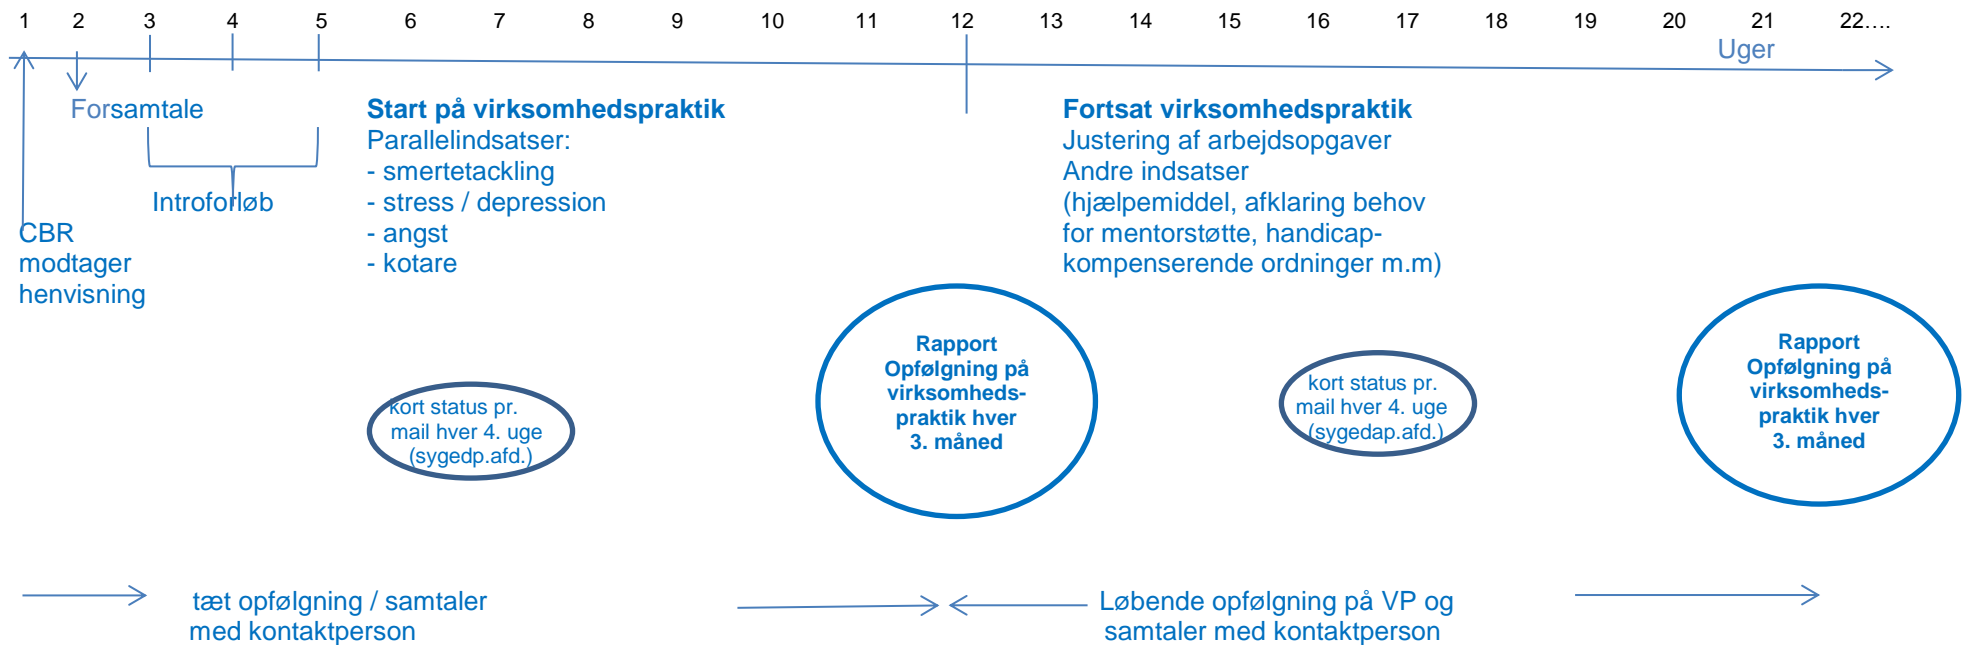 1 2 3 4 5 6 7 8 9 10 11 12 13 14 15 16 17 18 19 20 21 22....
Uger
Forsamtale
Introforløb
CBR
modtager
henvisning
Start på virksomhedspraktik
Parallelindsatser:
- smertetackling
- stress / depression
- angst
- kotare
Fortsat virksomhedspraktik
Justering af arbejdsopgaver
Andre indsatser
(hjælpemiddel, afklaring behov
for mentorstøtte, handicap-
kompenserende ordninger m.m)
kort status pr.
mail hver 4. uge
(sygedp.afd.)
Rapport
Opfølgning på
virksomheds-
praktik hver
3. måned
kort status pr.
mail hver 4. uge
(sygedap.afd.)
Rapport
Opfølgning på
virksomheds-
praktik hver
3. måned
tæt opfølgning / samtaler
med kontaktperson
Løbende opfølgning på VP og
samtaler med kontaktperson